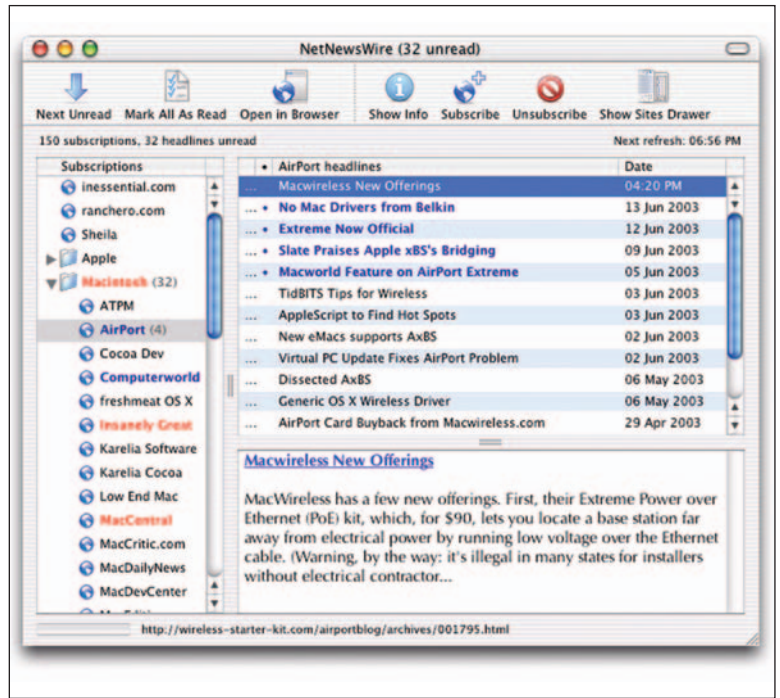 NetNewsWire (32 unread)
Next Unread Mark All As Read Open in Browser Show Info Subscribe Unsubscribe Show Sites Drawer
150 subscriptions, 32 headlines unread Next refresh: 06:56 PM
Subscriptions
inessential.com
ranchero.com
Sheila
Apple
Macintosh (32)
ATPM
AirPort (4)
Cocoa Dev
Computerworld
freshmeat OS X
Insanely Great
Karelia Software
Karelia Cocoa
Low End Mac
MacCentral
MacCritic.com
MacDailyNews
MacDevCenter
• AirPort headlines Date
... Macwireless New Offerings 04:20 PM
... • No Mac Drivers from Belkin 13 Jun 2003
... • Extreme Now Official 12 Jun 2003
... • Slate Praises Apple xBS's Bridging 09 Jun 2003
... • Macworld Feature on AirPort Extreme 05 Jun 2003
... TidBITS Tips for Wireless 03 Jun 2003
... AppleScript to Find Hot Spots 03 Jun 2003
... New eMacs supports AxBS 02 Jun 2003
... Virtual PC Update Fixes AirPort Problem 02 Jun 2003
... Dissected AxBS 06 May 2003
... Generic OS X Wireless Driver 06 May 2003
... AirPort Card Buyback from Macwireless.com 29 Apr 2003
Macwireless New Offerings
MacWireless has a few new offerings. First, their Extreme Power over
Ethernet (PoE) kit, which, for $90, lets you locate a base station far
away from electrical power by running low voltage over the Ethernet
cable. (Warning, by the way: it's illegal in many states for installers
without electrical contractor...
http://wireless-starter-kit.com/airportblog/archives/001795.html